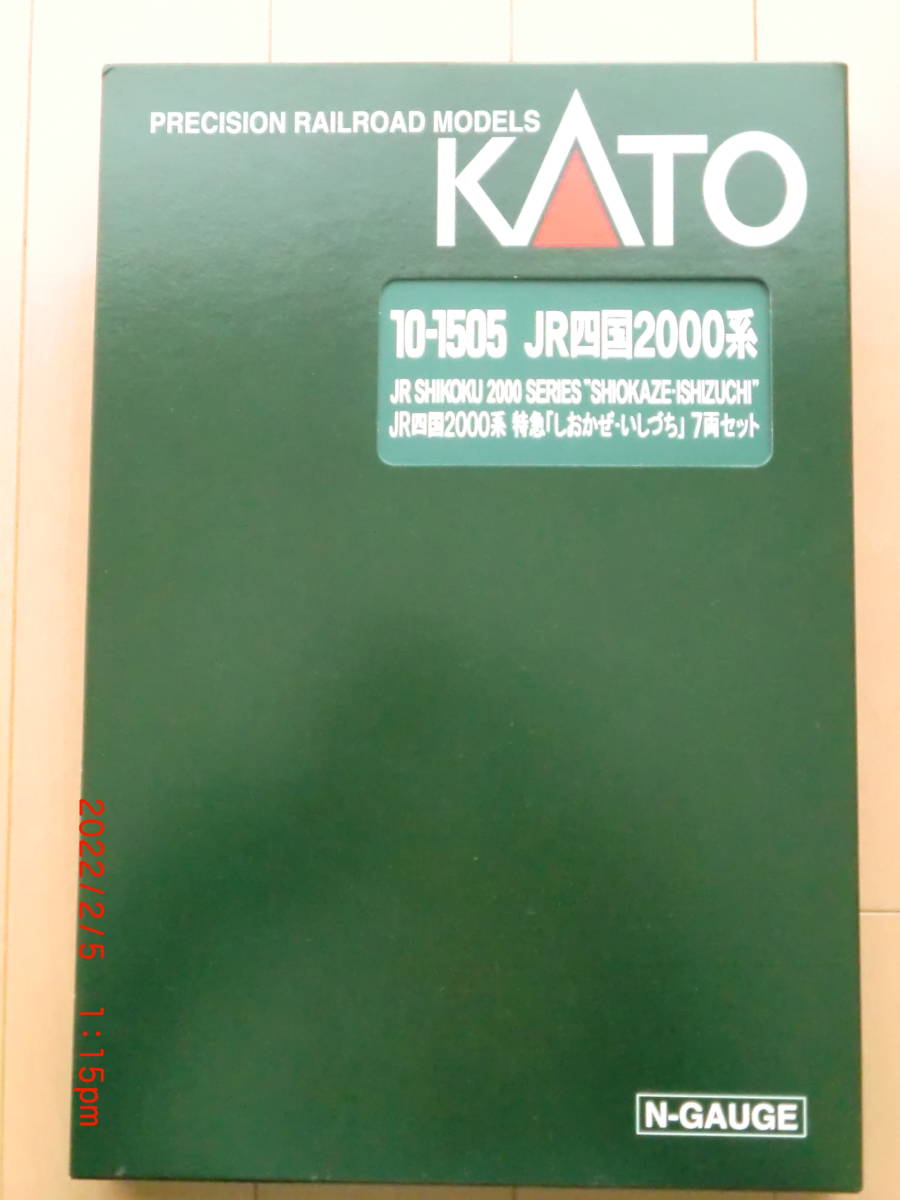 PRECISION RAILROAD MODELS
KATO
10-1505 JR四国2000系
JR SHIKOKU 2000 SERIES "SHIOKAZE·ISHIZUCHI"
JR四国2000系 特急「しおかぜ・いしづち」 7両セット
N-GAUGE
2022/2/5 1:15pm